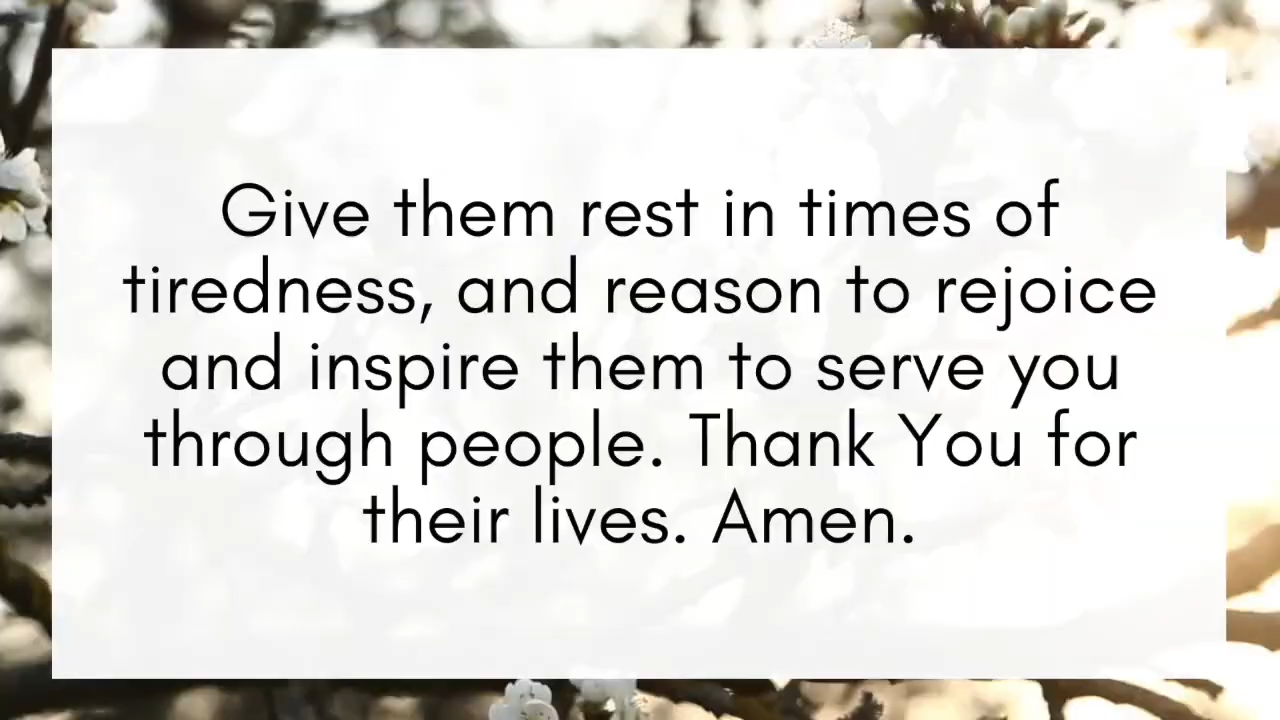 Give them rest in times of
tiredness, and reason to rejoice
and inspire them to serve you
through people. Thank You for
their lives. Amen.